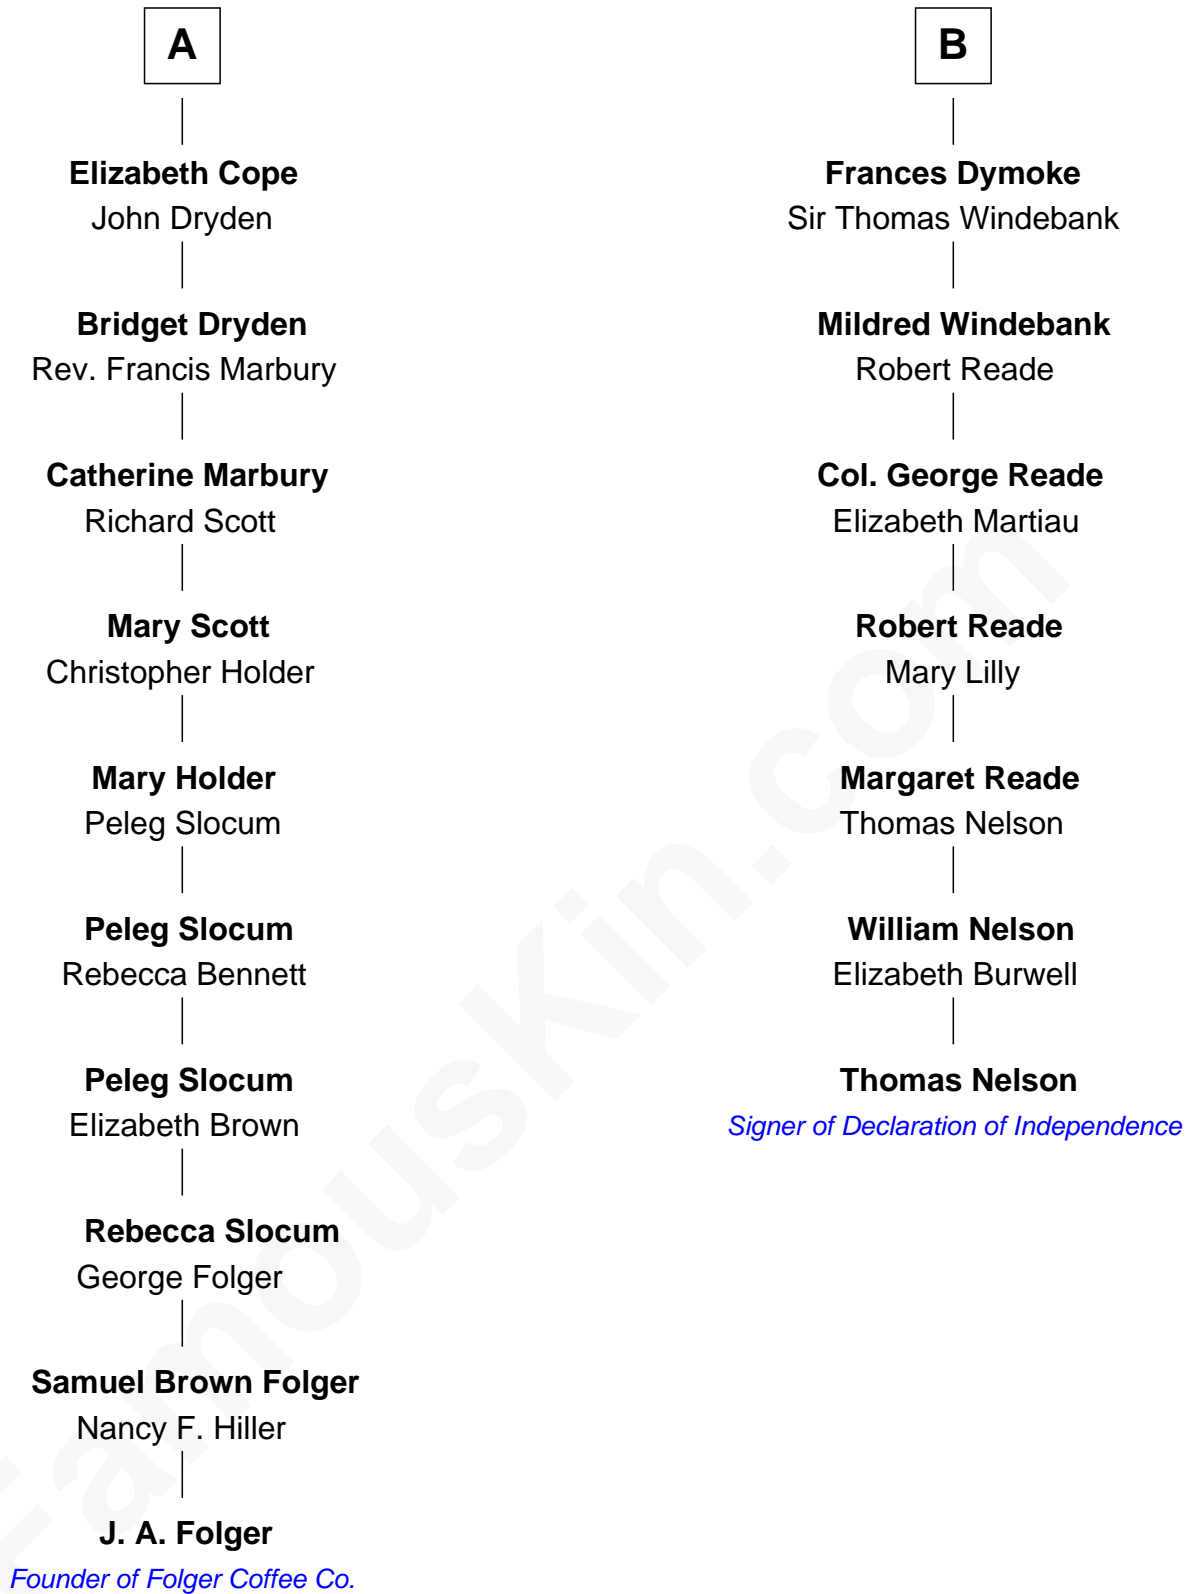 A
Elizabeth Cope
John Dryden
Bridget Dryden
Rev. Francis Marbury
Catherine Marbury
Richard Scott
Mary Scott
Christopher Holder
Mary Holder
Peleg Slocum
Peleg Slocum
Rebecca Bennett
Peleg Slocum
Elizabeth Brown
Rebecca Slocum
George Folger
Samuel Brown Folger
Nancy F. Hiller
J. A. Folger
Founder of Folger Coffee Co.
B
Frances Dymoke
Sir Thomas Windebank
Mildred Windebank
Robert Reade
Col. George Reade
Elizabeth Martiau
Robert Reade
Mary Lilly
Margaret Reade
Thomas Nelson
William Nelson
Elizabeth Burwell
Thomas Nelson
Signer of Declaration of Independence
FamousKin.com